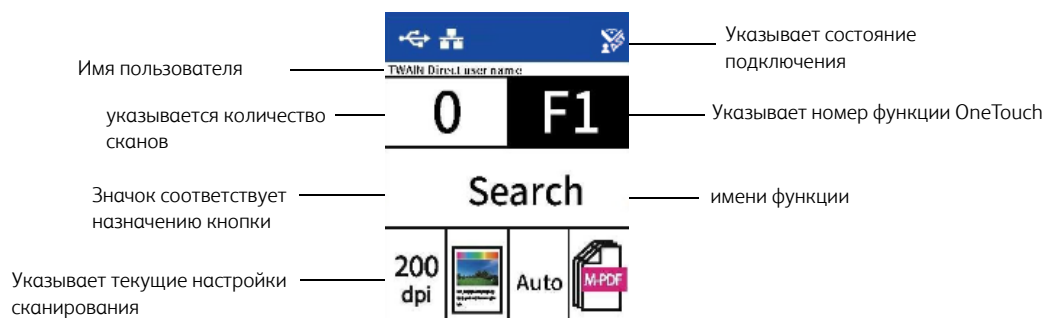 Указывает состояние
подключения
Имя пользователя
TWAIN Direct user name
указывается количество
сканов
0
F1
Указывает номер функции OneTouch
Значок соответствует
назначению кнопки
Search
имени функции
Указывает текущие настройки
сканирования
200
dpi
Auto
M-PDF